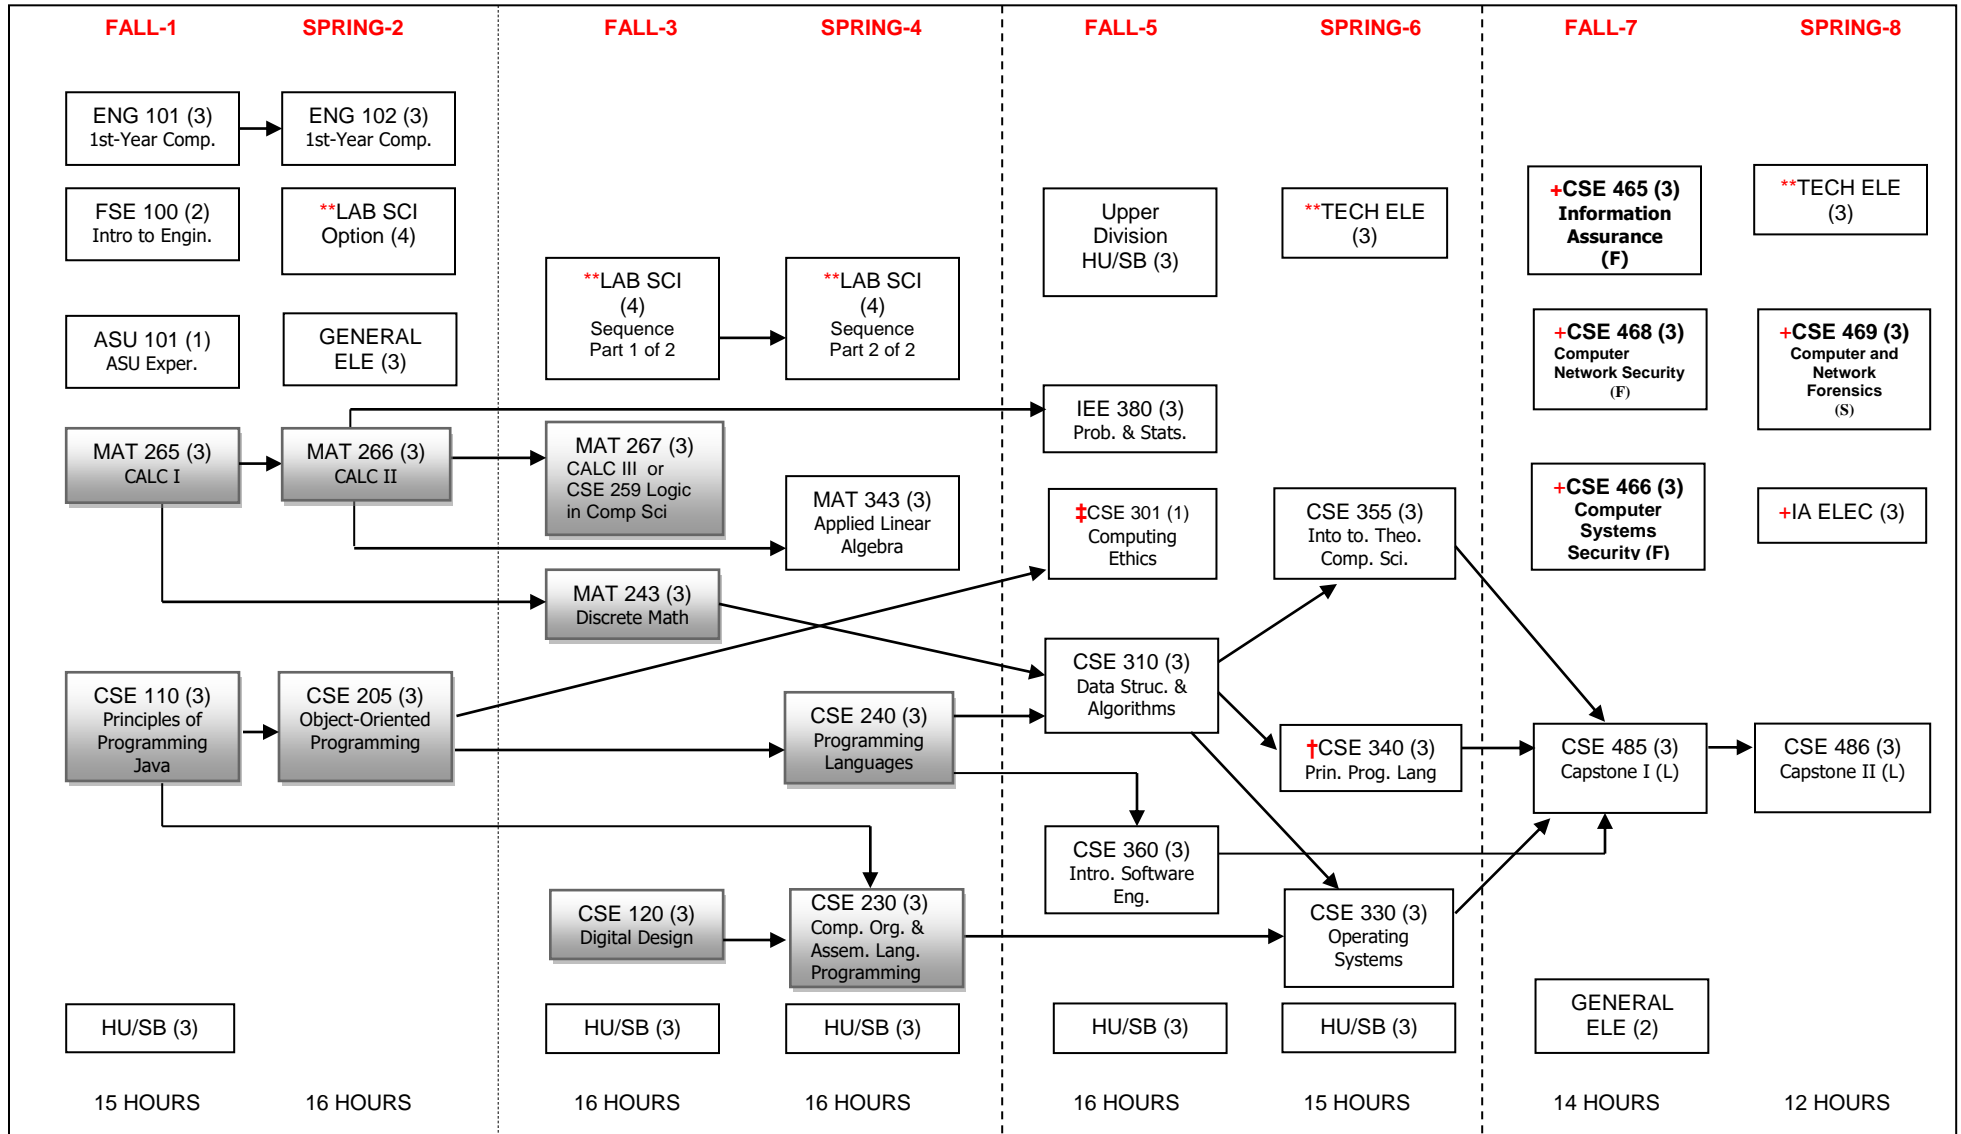 FALL-1
SPRING-2
FALL-3
SPRING-4
FALL-5
SPRING-6
FALL-7
SPRING-8
ENG 101 (3)
1st-Year Comp.
ENG 102 (3)
1st-Year Comp.
FSE 100 (2)
Intro to Engin.
**LAB SCI
Option (4)
Upper
Division
HU/SB (3)
**TECH ELE
(3)
+CSE 465 (3)
Information
Assurance
(F)
**TECH ELE
(3)
**LAB SCI
(4)
Sequence
Part 1 of 2
**LAB SCI
(4)
Sequence
Part 2 of 2
ASU 101 (1)
ASU Exper.
GENERAL
ELE (3)
+CSE 468 (3)
Computer
Network Security
(F)
+CSE 469 (3)
Computer and
Network
Forensics
(S)
IEE 380 (3)
Prob. & Stats.
MAT 265 (3)
CALC I
MAT 266 (3)
CALC II
MAT 267 (3)
CALC III or
CSE 259 Logic
in Comp Sci
MAT 343 (3)
Applied Linear
Algebra
‡CSE 301 (1)
Computing
Ethics
CSE 355 (3)
Into to. Theo.
Comp. Sci.
+CSE 466 (3)
Computer
Systems
Security (F)
+IA ELEC (3)
MAT 243 (3)
Discrete Math
CSE 310 (3)
Data Struc. &
Algorithms
CSE 110 (3)
Principles of
Programming
Java
CSE 205 (3)
Object-Oriented
Programming
CSE 240 (3)
Programming
Languages
†CSE 340 (3)
Prin. Prog. Lang
CSE 485 (3)
Capstone I (L)
CSE 486 (3)
Capstone II (L)
CSE 360 (3)
Intro. Software
Eng.
CSE 120 (3)
Digital Design
CSE 230 (3)
Comp. Org. &
Assem. Lang.
Programming
CSE 330 (3)
Operating
Systems
HU/SB (3)
HU/SB (3)
HU/SB (3)
HU/SB (3)
HU/SB (3)
GENERAL
ELE (2)
15 HOURS
16 HOURS
16 HOURS
16 HOURS
16 HOURS
15 HOURS
14 HOURS
12 HOURS